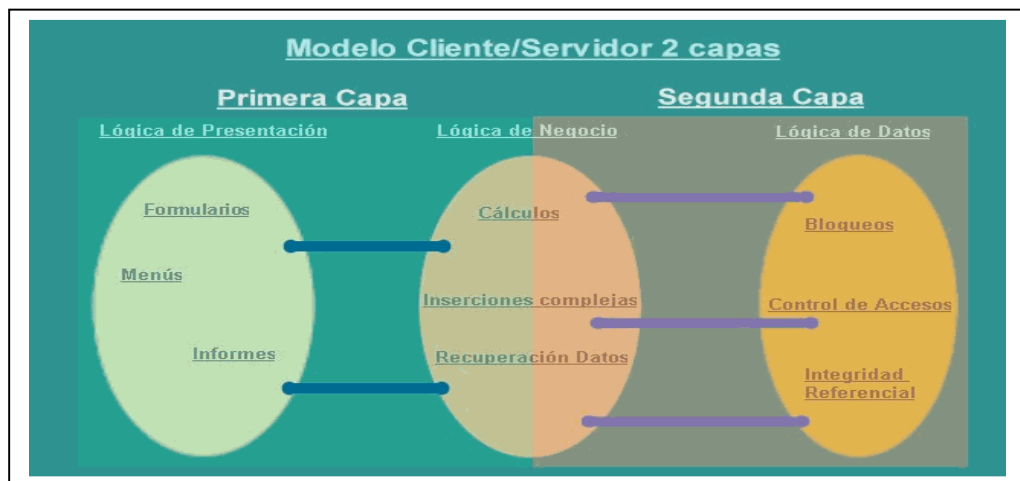 Modelo Cliente/Servidor 2 capas
Primera Capa
Segunda Capa
Lógica de Presentación
Lógica de Negocio
Lógica de Datos
Formularios
Menús
Informes
Cálculos
Inserciones complejas
Recuperación Datos
Bloqueos
Control de Accesos
Integridad
Referencial